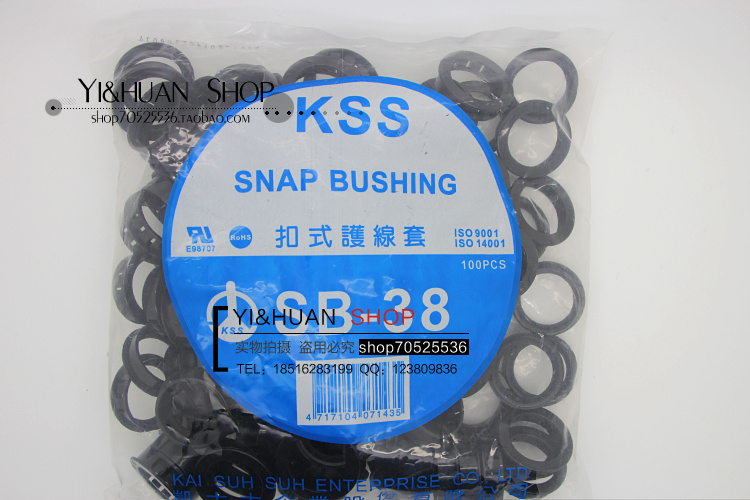 YI&HUAN SHOP
shop70525536.taobao.com
KSS
SNAP BUSHING
E98707
RoHS
扣式護線套
ISO 9001
ISO 14001
100PCS
KSS
SB-38
YI&HUAN SHOP
实物拍摄 盗用必究 shop70525536
TEL：18516283199 QQ：123809836
4 717104 071435
KAI SUH SUH ENTERPRISE CO., LTD